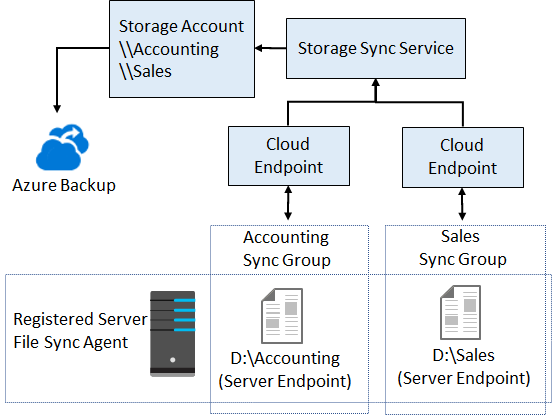 Storage Account
\\Accounting
\\Sales
Storage Sync Service
Azure Backup
Cloud
Endpoint
Cloud
Endpoint
Accounting
Sync Group
Sales
Sync Group
Registered Server
File Sync Agent
D:\Accounting
(Server Endpoint)
D:\Sales
(Server Endpoint)